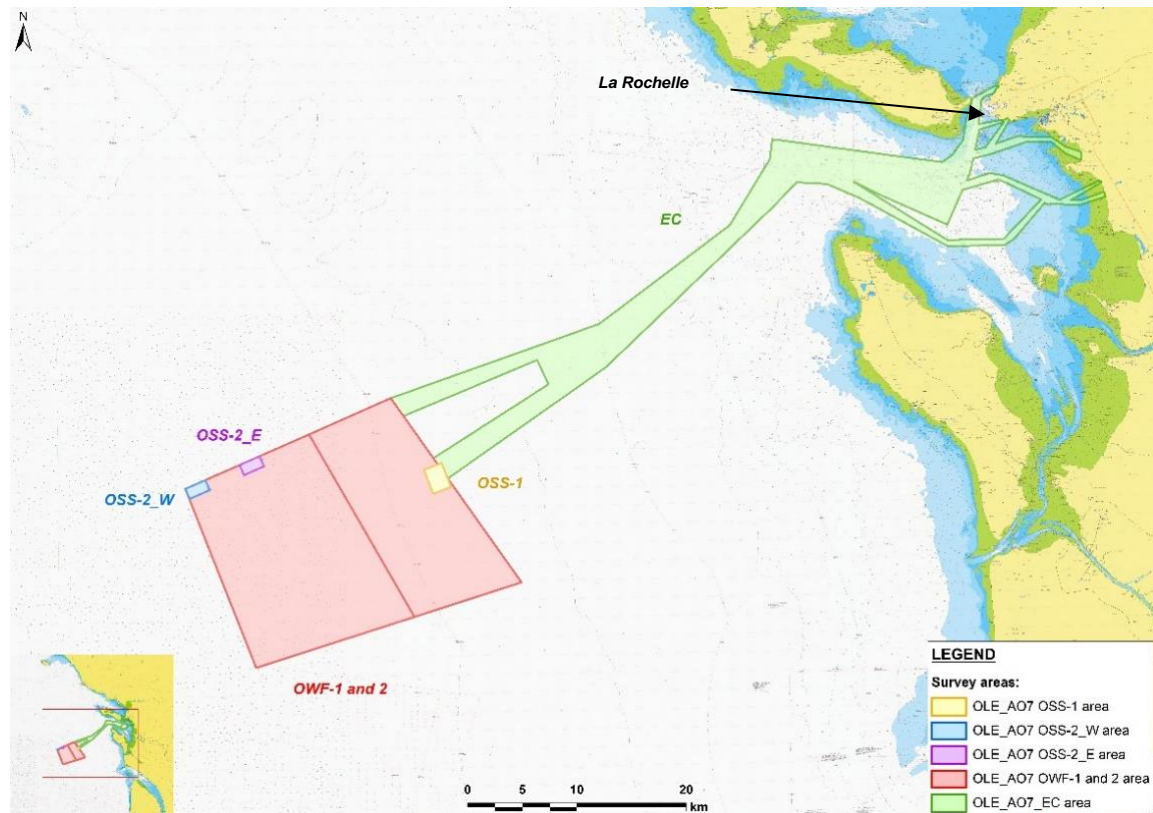 N
La Rochelle
EC
OSS-2_E
OSS-2_W
OSS-1
OWF-1 and 2
LEGEND
Survey areas:
OLE_AO7 OSS-1 area
OLE_AO7 OSS-2_W area
OLE_AO7 OSS-2_E area
OLE_AO7 OWF-1 and 2 area
OLE_AO7_EC area
0 5 10 20
km